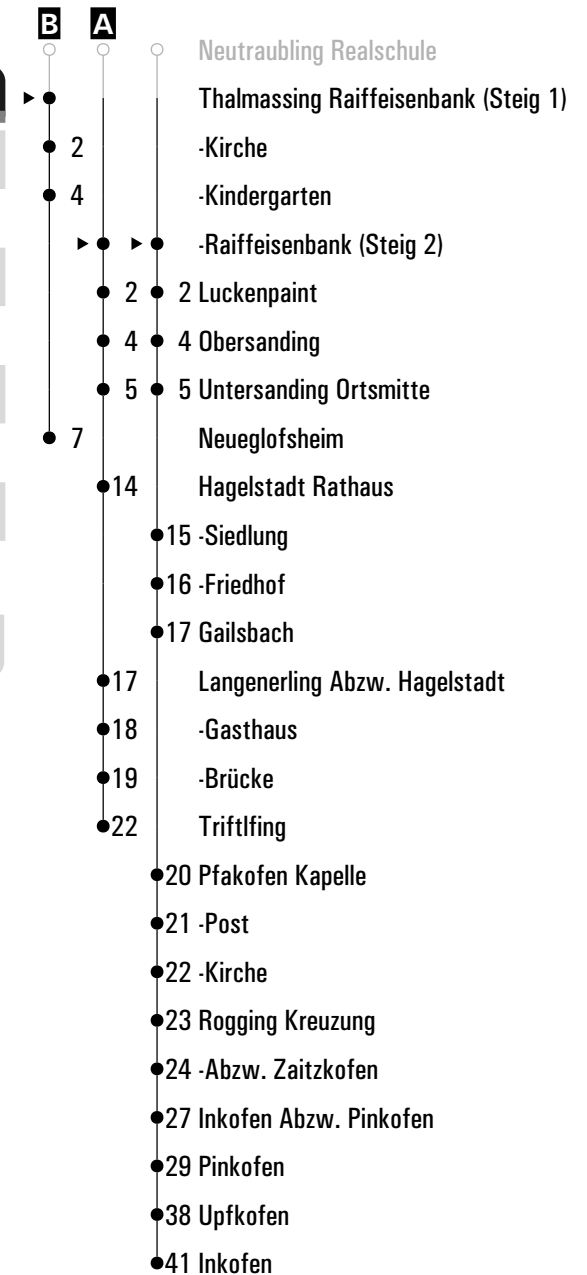 B A
Neutraubling Realschule
Thalmassing Raiffeisenbank (Steig 1)
2 -Kirche
4 -Kindergarten
-Raiffeisenbank (Steig 2)
2 2 Luckenpaint
4 4 Obersanding
5 5 Untersanding Ortsmitte
7 Neueglofsheim
14 Hagelstadt Rathaus
15 -Siedlung
16 -Friedhof
17 Gailsbach
17 Langenerling Abzw. Hagelstadt
18 -Gasthaus
19 -Brücke
22 Triftlfing
20 Pfakofen Kapelle
21 -Post
22 -Kirche
23 Rogging Kreuzung
24 -Abzw. Zaitzkofen
27 Inkofen Abzw. Pinkofen
29 Pinkofen
38 Upfkofen
41 Inkofen